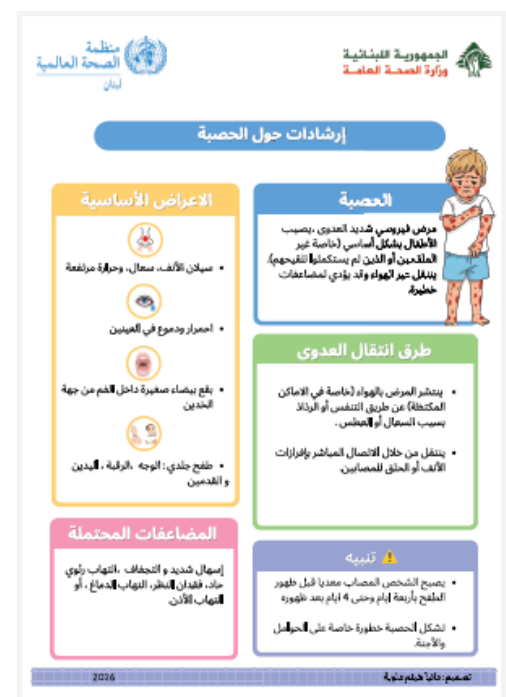 الجمهورية اللبنانية
وزارة الصحة العامة
منظمة
الصحة العالمية
لبنان
إرشادات حول الحصبة
الحصبة
مرض فيروسي شديد العدوى ،يصيب
الأطفال بشكل أساسي (خاصة غير
الملقحين أو الذين لم يستكملوا تلقيحهم).
ينتقل عبر الهواء وقد يؤدي لمضاعفات
خطيرة.
طرق انتقال العدوى
• ينتشر المرض بالهواء (خاصة في الاماكن
المكتظة) عن طريق التنفس أو الرذاذ
بسبب السعال أو العطس .
• ينتقل من خلال الاتصال المباشر بإفرازات
الأنف أو الحلق للمصابين.
تنبيه
• يصبح الشخص المصاب معديا قبل ظهور
الطفح بأربعة ايام وحتى 4 ايام بعد ظهوره
• تشكل الحصبة خطورة خاصة على الحوامل
والأجنة.
الاعراض الأساسية
• سيلان الأنف، سعال، وحرارة مرتفعة
• احمرار ودموع في العينين
• بقع بيضاء صغيرة داخل الفم من جهة
الخدين
• طفح جلدي: الوجه ،الرقبة ، اليدين
و القدمين
المضاعفات المحتملة
إسهال شديد و التجفاف ،التهاب رئوي
حاد، فقدان النظر، التهاب الدماغ ، أو
التهاب الأذن.
تصميم: دانيا هيثم
2026